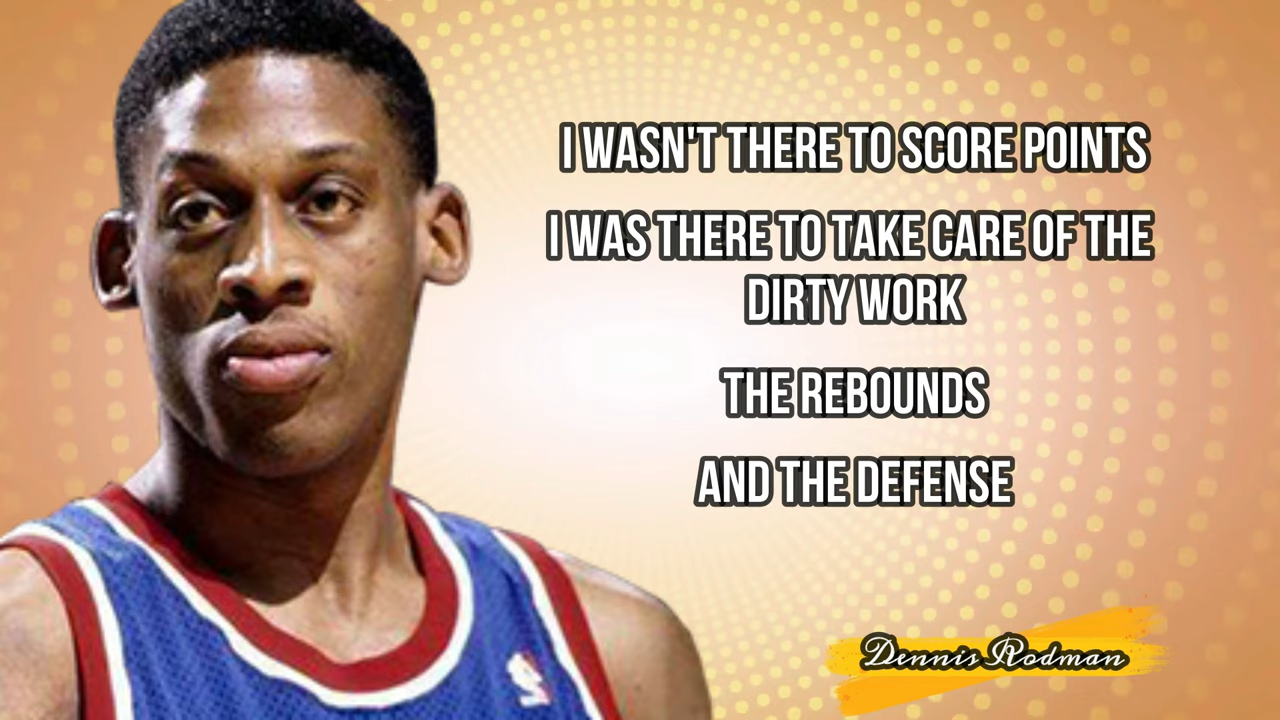 I WASN'T THERE TO SCORE POINTS
I WAS THERE TO TAKE CARE OF THE
DIRTY WORK
THE REBOUNDS
AND THE DEFENSE
Dennis Rodman